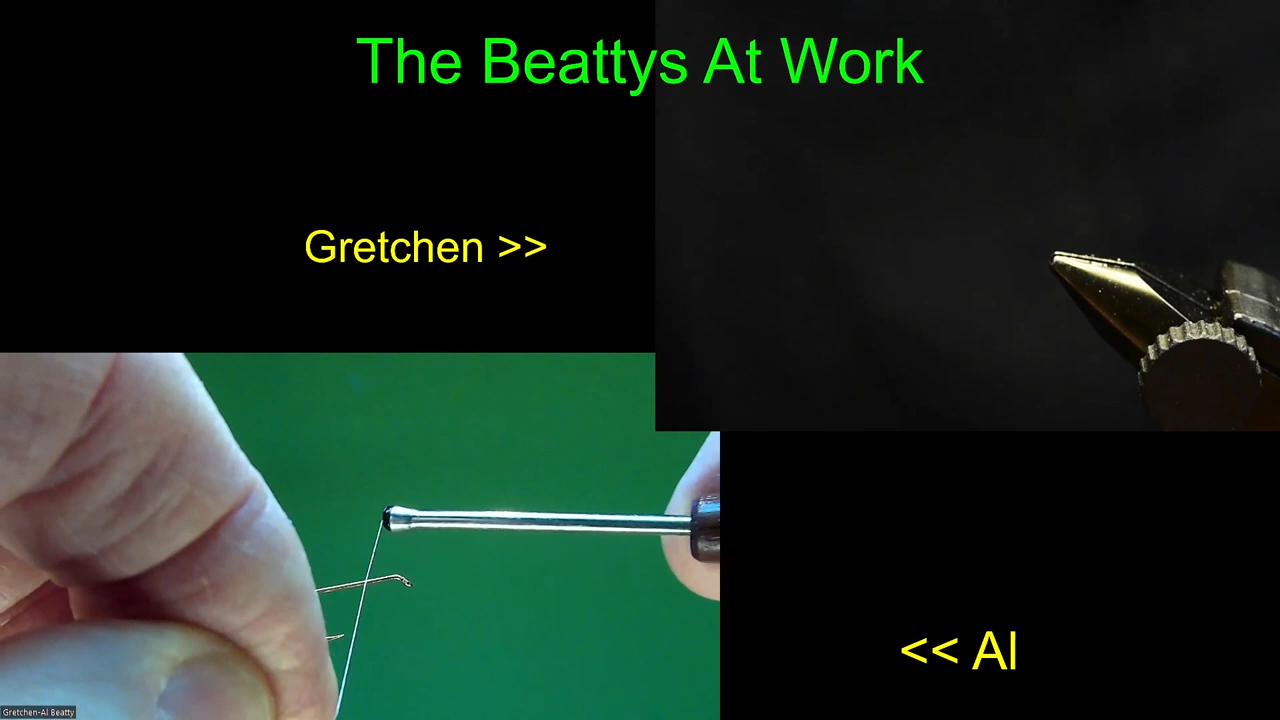 The Beattys At Work
Gretchen >>
<< Al
Gretchen-Al Beatty